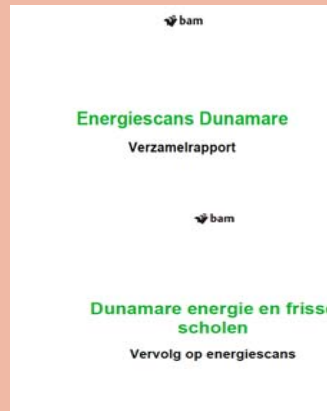 bam
Energiescans Dunamare
Verzamelrapport
bam
Dunamare energie en frisse
scholen
Vervolg op energiescans